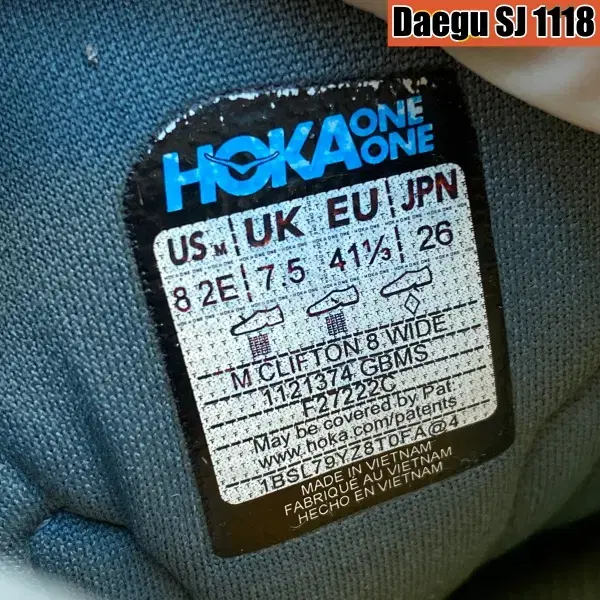 Daegu SJ 1118
HOKA ONE ONE
US M UK EU JPN
8 2E 7.5 41⅓ 26
M CLIFTON 8 WIDE
1121374 GBMS
F27222C
May be covered by Pat:
www.hoka.com/patents
1BSL79YZ8T0FA@4
MADE IN VIETNAM
FABRIQUÉ AU VIETNAM
HECHO EN VIETNAM